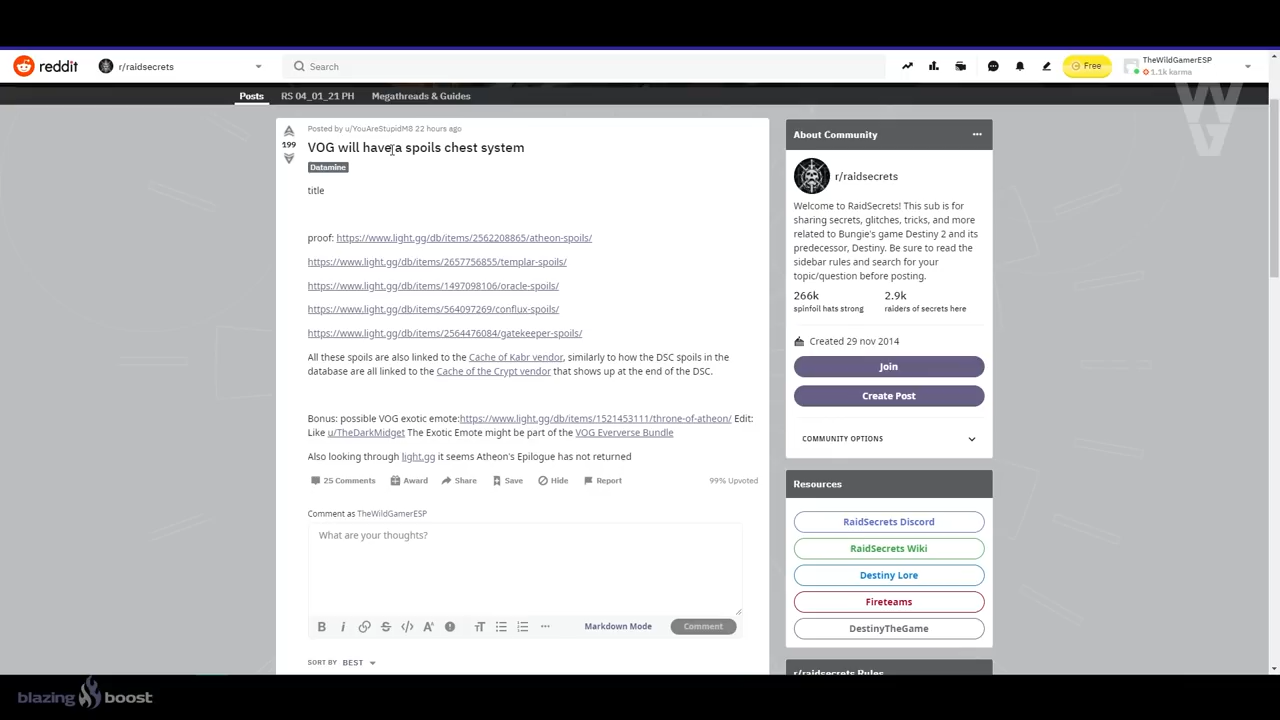 reddit
r/raidsecrets
Search
Free
TheWildGamerESP
1.1k karma
Posts
RS 04_01_21 PH
Megathreads & Guides
199
Posted by u/YouAreStupidM8 22 hours ago
VOG will have a spoils chest system
Datamine
title
proof: https://www.light.gg/db/items/2562208865/atheon-spoils/
https://www.light.gg/db/items/2657756855/templar-spoils/
https://www.light.gg/db/items/1497098106/oracle-spoils/
https://www.light.gg/db/items/564097269/conflux-spoils/
https://www.light.gg/db/items/2564476084/gatekeeper-spoils/
All these spoils are also linked to the Cache of Kabr vendor, similarly to how the DSC spoils in the
database are all linked to the Cache of the Crypt vendor that shows up at the end of the DSC.
Bonus: possible VOG exotic emote:https://www.light.gg/db/items/1521453111/throne-of-atheon/ Edit:
Like u/TheDarkMidget The Exotic Emote might be part of the VOG Eververse Bundle
Also looking through light.gg it seems Atheon's Epilogue has not returned
25 Comments Award Share Save Hide Report 99% Upvoted
Comment as TheWildGamerESP
What are your thoughts?
Markdown Mode
Comment
SORT BY BEST
About Community
r/raidsecrets
Welcome to RaidSecrets! This sub is for
sharing secrets, glitches, tricks, and more
related to Bungie's game Destiny 2 and its
predecessor, Destiny. Be sure to read the
sidebar rules and search for your
topic/question before posting.
266k 2.9k
spinfoil hats strong raiders of secrets here
Created 29 nov 2014
Join
Create Post
COMMUNITY OPTIONS
Resources
RaidSecrets Discord
RaidSecrets Wiki
Destiny Lore
Fireteams
DestinyTheGame
r/raidsecrets Rules
blazing boost